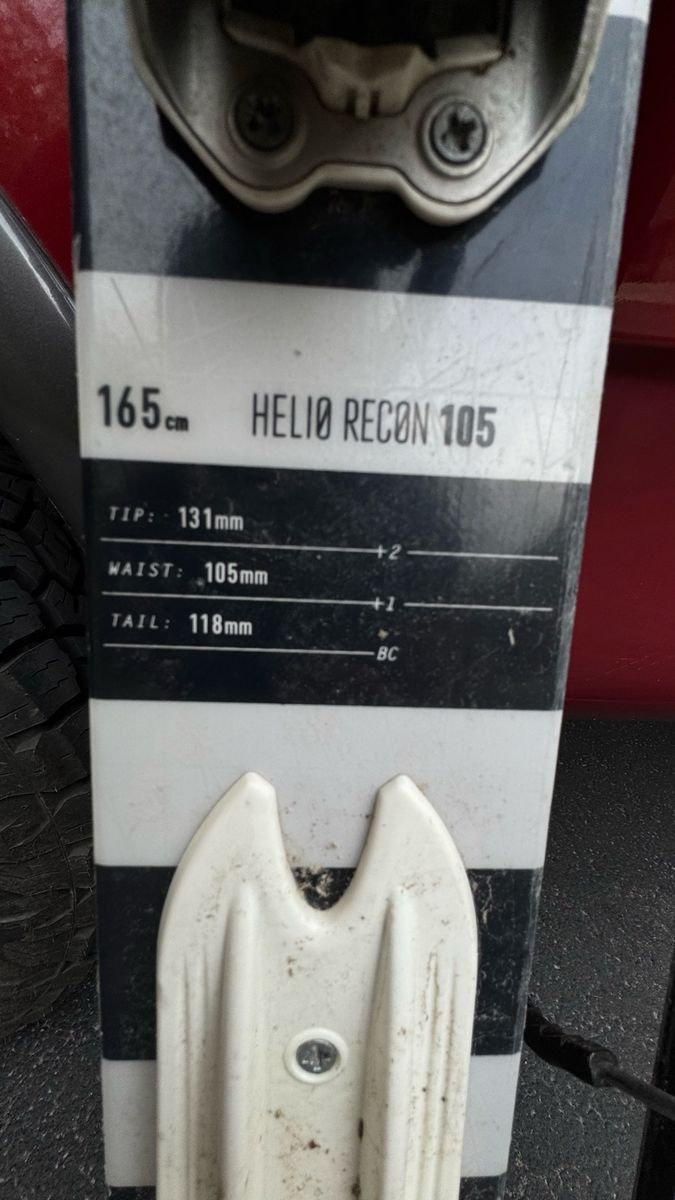 165cm HELIØ RECØN 105
TIP: 131mm
+2
WAIST: 105mm
+1
TAIL: 118mm
BC